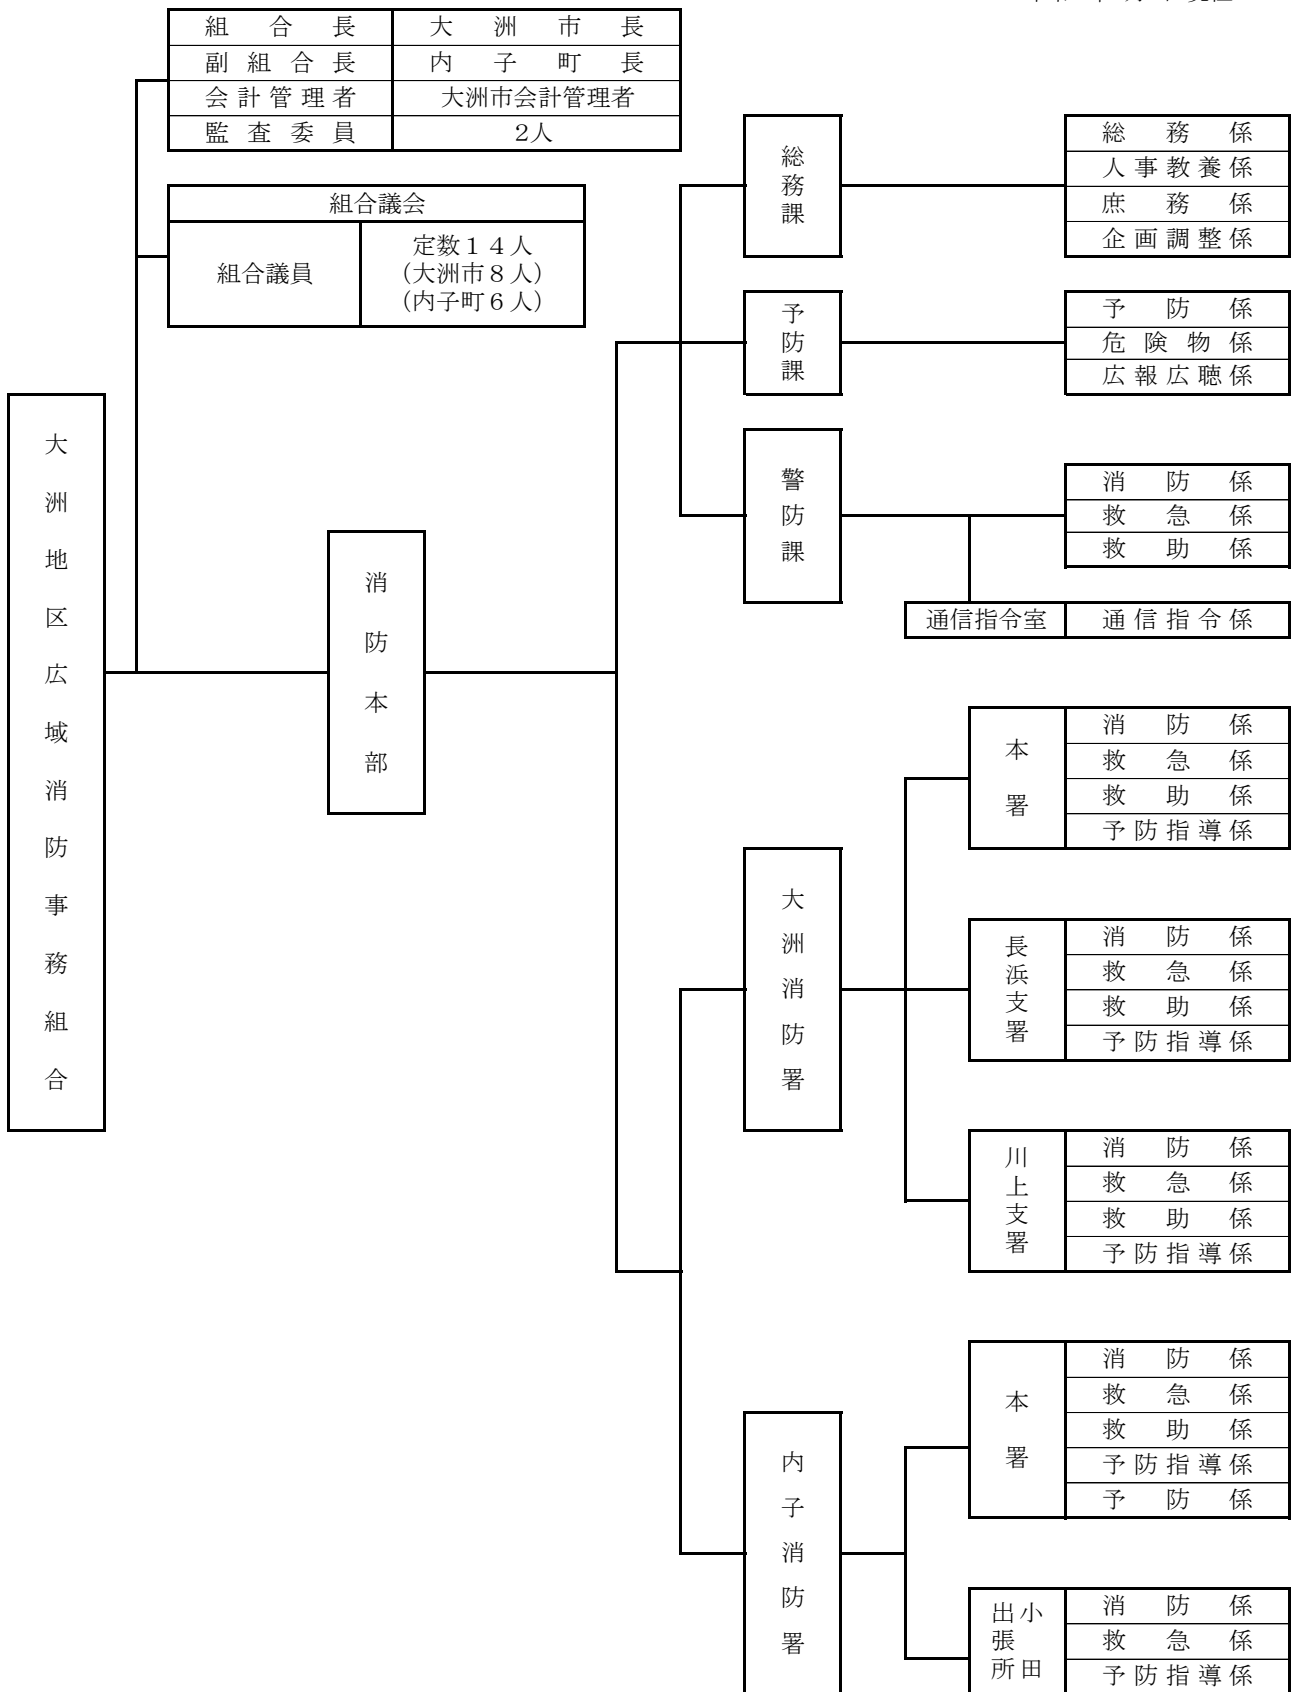 組合長 大洲市長
副組合長 内子町長
会計管理者 大洲市会計管理者
監査委員 2人
組合議会
組合議員
定数１４人
(大洲市８人)
(内子町６人)
大洲地区広域消防事務組合
消防本部
総務課
総務係
人事教養係
庶務係
企画調整係
予防課
予防係
危険物係
広報広聴係
警防課
消防係
救急係
救助係
通信指令室 通信指令係
大洲消防署
本署
消防係
救急係
救助係
予防指導係
長浜支署
消防係
救急係
救助係
予防指導係
川上支署
消防係
救急係
救助係
予防指導係
内子消防署
本署
消防係
救急係
救助係
予防指導係
予防係
小田
出張所
消防係
救急係
予防指導係